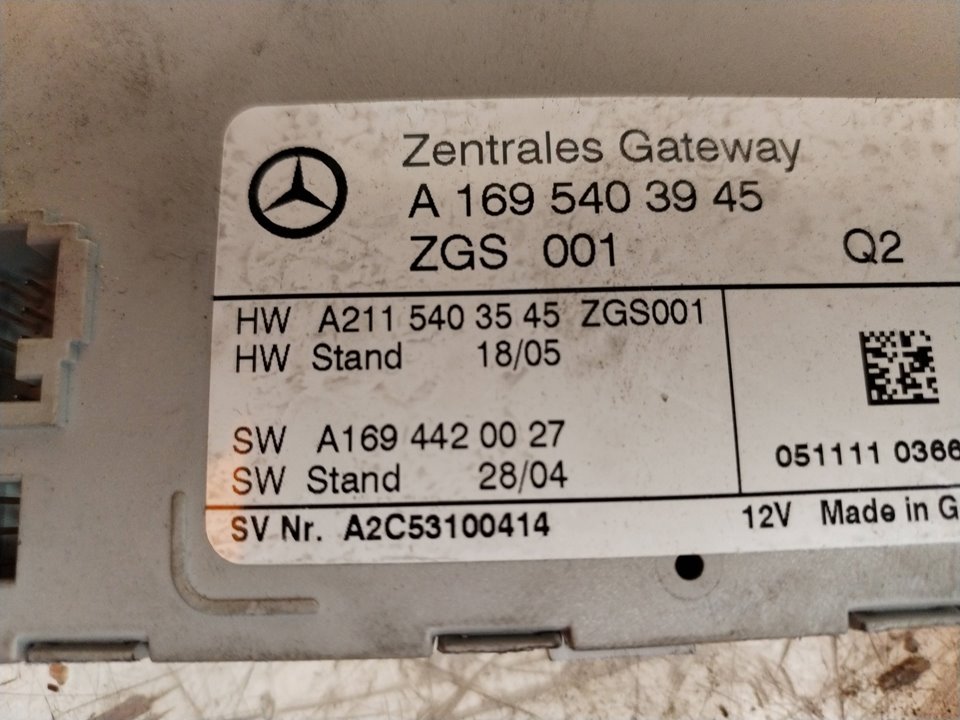 Zentrales Gateway
A 169 540 39 45
ZGS 001 Q2
HW A211 540 35 45 ZGS001
HW Stand 18/05
SW A169 442 00 27
SW Stand 28/04
051111 0366
SV Nr. A2C53100414 12V Made in G